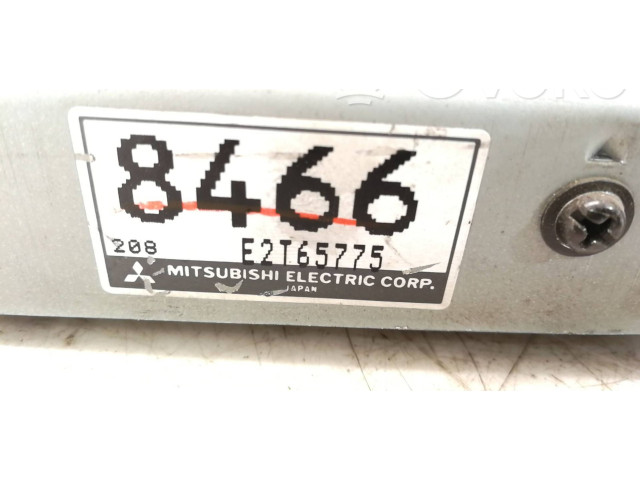 8466
208 E2T65775
MITSUBISHI ELECTRIC CORP.
JAPAN